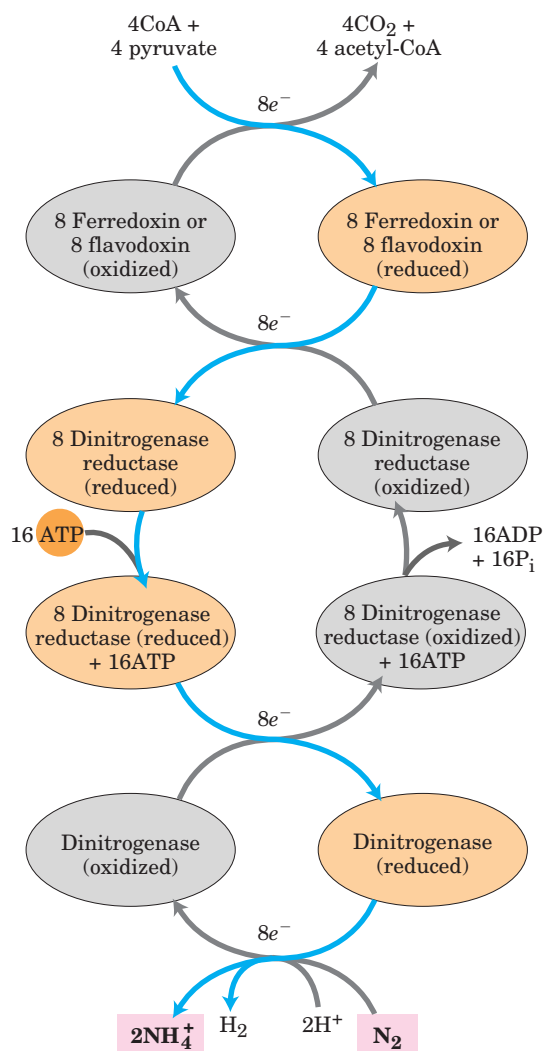 4CoA +
4 pyruvate
4CO₂ +
4 acetyl-CoA
8e⁻
8 Ferredoxin or
8 flavodoxin
(oxidized)
8 Ferredoxin or
8 flavodoxin
(reduced)
8e⁻
8 Dinitrogenase
reductase
(reduced)
8 Dinitrogenase
reductase
(oxidized)
16 ATP
16ADP
+ 16Pᵢ
8 Dinitrogenase
reductase (reduced)
+ 16ATP
8 Dinitrogenase
reductase (oxidized)
+ 16ATP
8e⁻
Dinitrogenase
(oxidized)
Dinitrogenase
(reduced)
8e⁻
2NH₄⁺
H₂
2H⁺
N₂